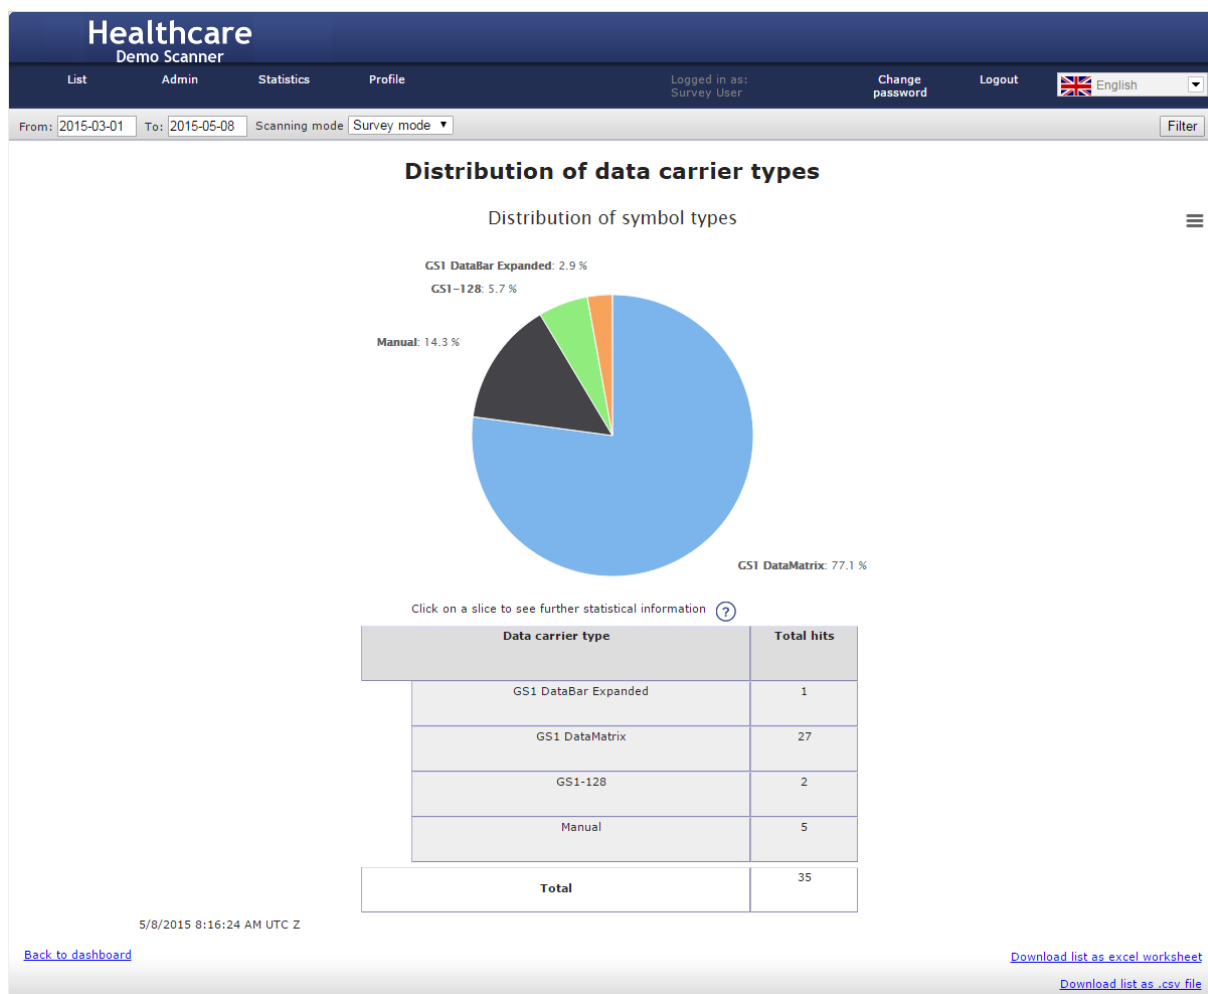 Healthcare
Demo Scanner
List Admin Statistics Profile Logged in as: Survey User Change password Logout English
From: 2015-03-01 To: 2015-05-08 Scanning mode Survey mode Filter
Distribution of data carrier types
Distribution of symbol types
GS1 DataBar Expanded: 2.9 %
GS1-128: 5.7 %
Manual: 14.3 %
GS1 DataMatrix: 77.1 %
Click on a slice to see further statistical information ?
Data carrier type Total hits
GS1 DataBar Expanded 1
GS1 DataMatrix 27
GS1-128 2
Manual 5
Total 35
5/8/2015 8:16:24 AM UTC Z
Back to dashboard Download list as excel worksheet
Download list as .csv file